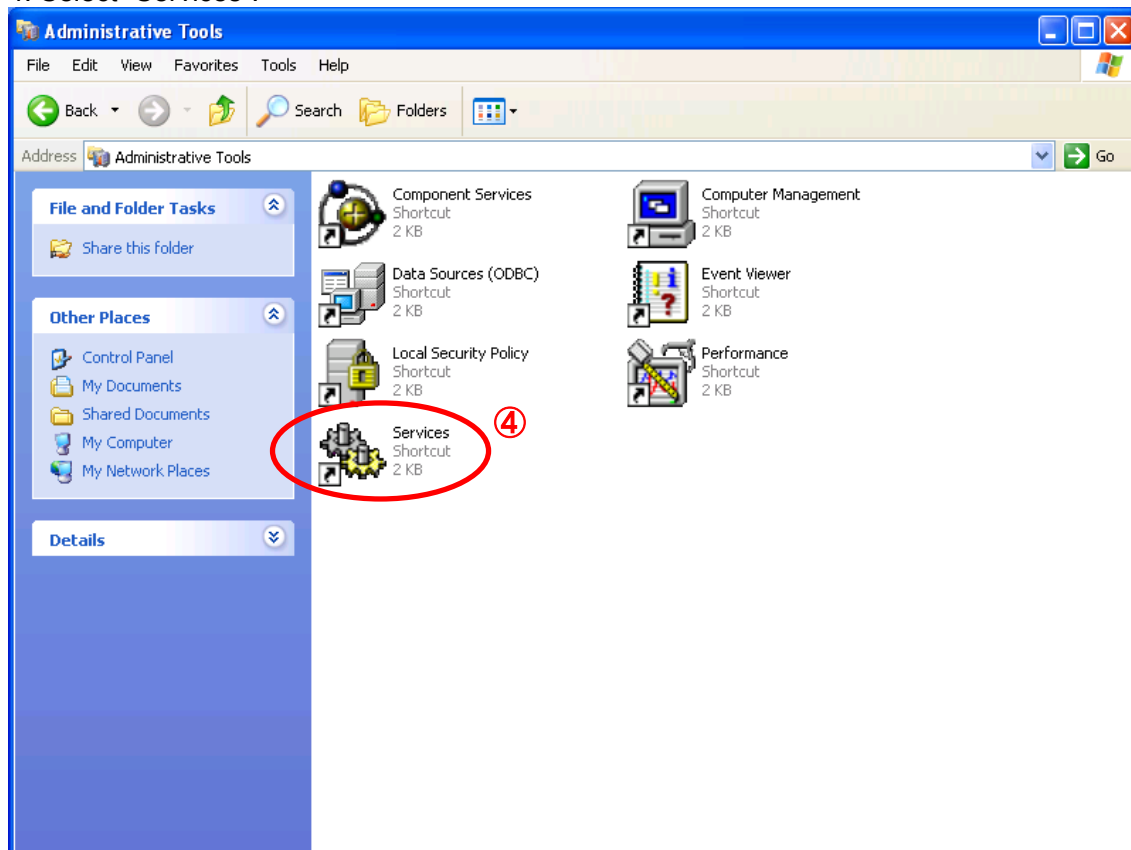 4. Select "Services".
Administrative Tools
File Edit View Favorites Tools Help
Back Search Folders
Address Administrative Tools Go
File and Folder Tasks
Share this folder
Other Places
Control Panel
My Documents
Shared Documents
My Computer
My Network Places
Details
Component Services
Shortcut
2 KB
Computer Management
Shortcut
2 KB
Data Sources (ODBC)
Shortcut
2 KB
Event Viewer
Shortcut
2 KB
Local Security Policy
Shortcut
2 KB
Performance
Shortcut
2 KB
Services
Shortcut
2 KB
④